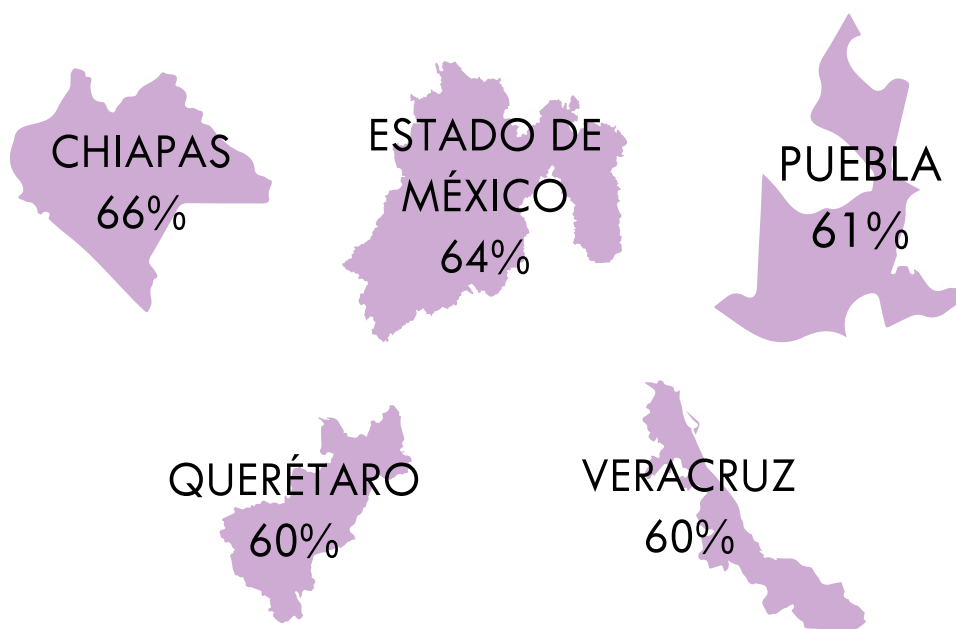 CHIAPAS
66%
ESTADO DE
MÉXICO
64%
PUEBLA
61%
QUERÉTARO
60%
VERACRUZ
60%